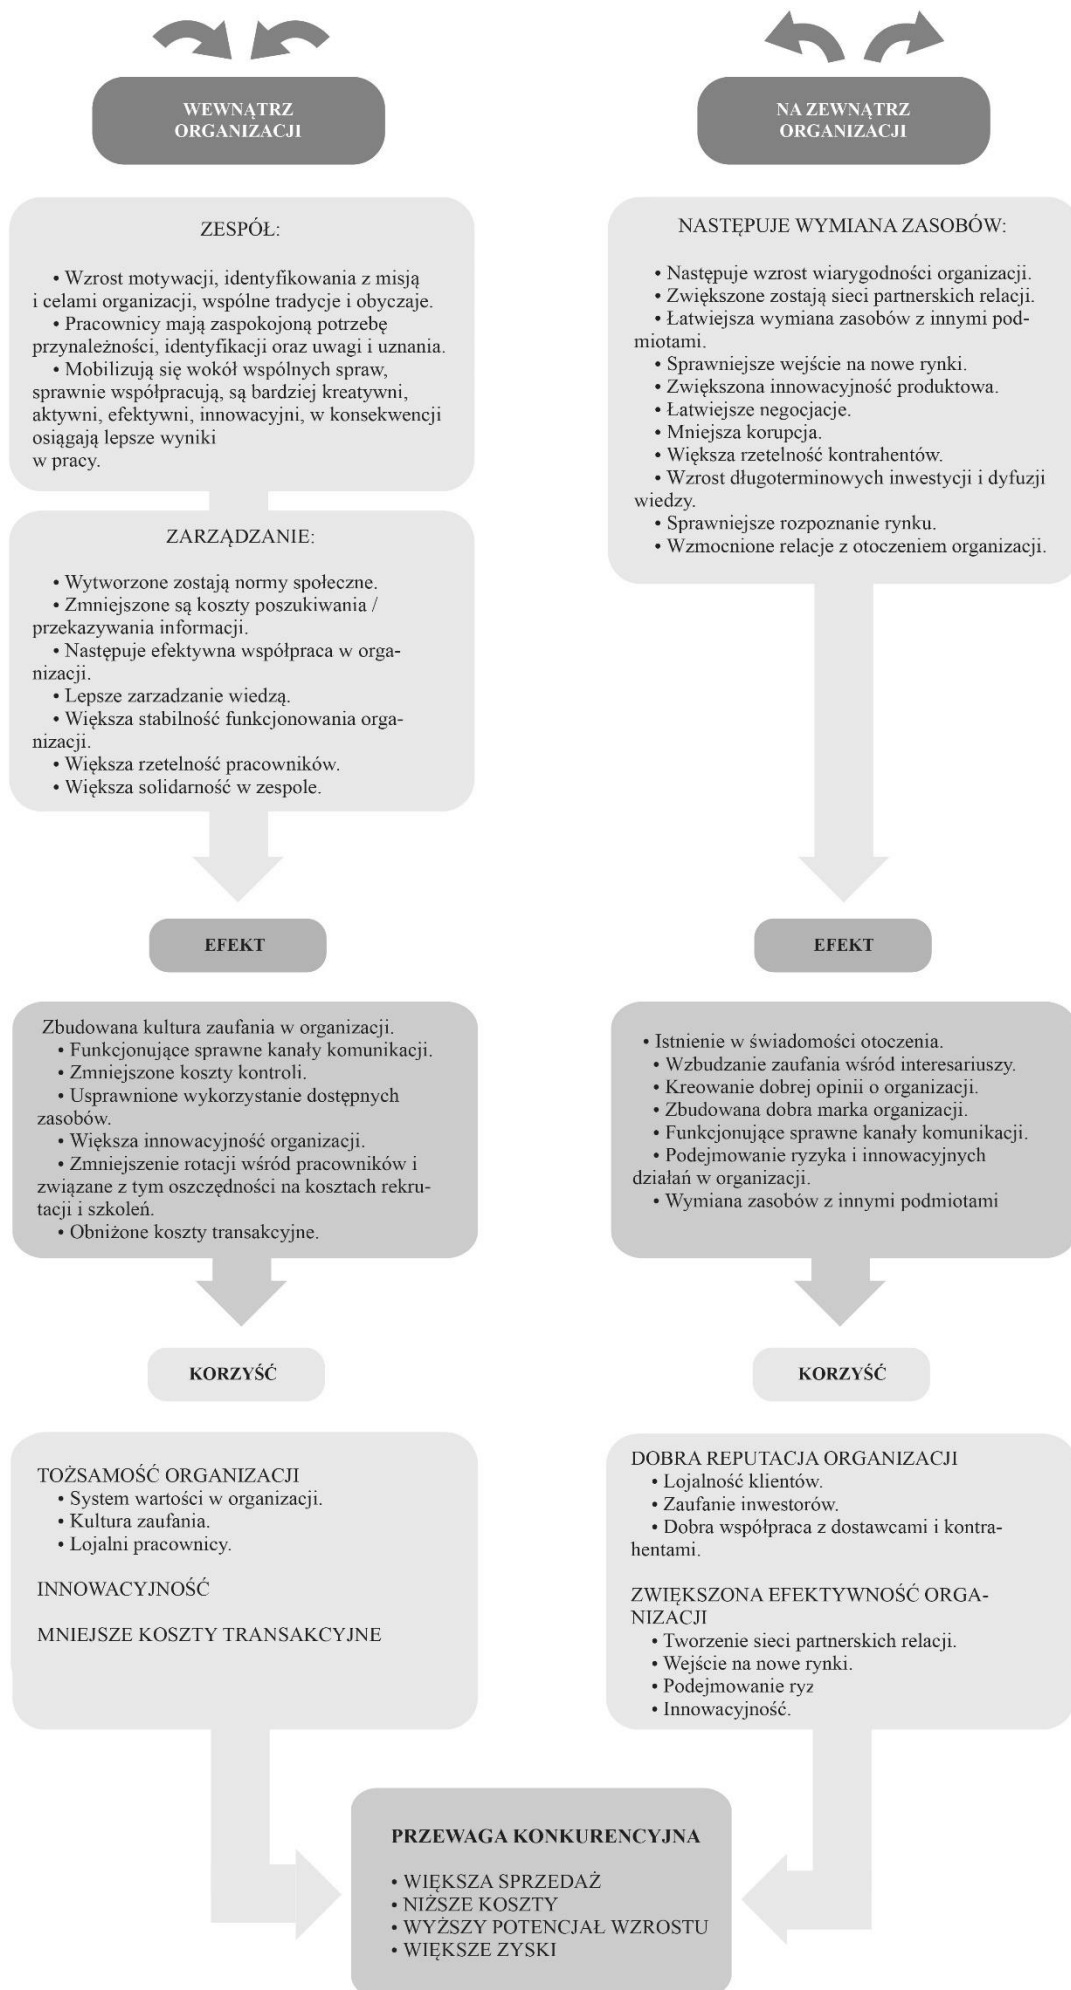 WEWNĄTRZ
ORGANIZACJI
ZESPÓŁ:
• Wzrost motywacji, identyfikowania z misją
i celami organizacji, wspólne tradycje i obyczaje.
• Pracownicy mają zaspokojoną potrzebę
przynależności, identyfikacji oraz uwagi i uznania.
• Mobilizują się wokół wspólnych spraw,
sprawnie współpracują, są bardziej kreatywni,
aktywni, efektywni, innowacyjni, w konsekwencji
osiągają lepsze wyniki
w pracy.
ZARZĄDZANIE:
• Wytworzone zostają normy społeczne.
• Zmniejszone są koszty poszukiwania /
przekazywania informacji.
• Następuje efektywna współpraca w orga-
nizacji.
• Lepsze zarzadzanie wiedzą.
• Większa stabilność funkcjonowania orga-
nizacji.
• Większa rzetelność pracowników.
• Większa solidarność w zespole.
EFEKT
Zbudowana kultura zaufania w organizacji.
• Funkcjonujące sprawne kanały komunikacji.
• Zmniejszone koszty kontroli.
• Usprawnione wykorzystanie dostępnych
zasobów.
• Większa innowacyjność organizacji.
• Zmniejszenie rotacji wśród pracowników i
związane z tym oszczędności na kosztach rekru-
tacji i szkoleń.
• Obniżone koszty transakcyjne.
KORZYŚĆ
TOŻSAMOŚĆ ORGANIZACJI
• System wartości w organizacji.
• Kultura zaufania.
• Lojalni pracownicy.
INNOWACYJNOŚĆ
MNIEJSZE KOSZTY TRANSAKCYJNE
NA ZEWNĄTRZ
ORGANIZACJI
NASTĘPUJE WYMIANA ZASOBÓW:
• Następuje wzrost wiarygodności organizacji.
• Zwiększone zostają sieci partnerskich relacji.
• Łatwiejsza wymiana zasobów z innymi pod-
miotami.
• Sprawniejsze wejście na nowe rynki.
• Zwiększona innowacyjność produktowa.
• Łatwiejsze negocjacje.
• Mniejsza korupcja.
• Większa rzetelność kontrahentów.
• Wzrost długoterminowych inwestycji i dyfuzji
wiedzy.
• Sprawniejsze rozpoznanie rynku.
• Wzmocnione relacje z otoczeniem organizacji.
EFEKT
• Istnienie w świadomości otoczenia.
• Wzbudzanie zaufania wśród interesariuszy.
• Kreowanie dobrej opinii o organizacji.
• Zbudowana dobra marka organizacji.
• Funkcjonujące sprawne kanały komunikacji.
• Podejmowanie ryzyka i innowacyjnych
działań w organizacji.
• Wymiana zasobów z innymi podmiotami
KORZYŚĆ
DOBRA REPUTACJA ORGANIZACJI
• Lojalność klientów.
• Zaufanie inwestorów.
• Dobra współpraca z dostawcami i kontra-
hentami.
ZWIĘKSZONA EFEKTYWNOŚĆ ORGA-
NIZACJI
• Tworzenie sieci partnerskich relacji.
• Wejście na nowe rynki.
• Podejmowanie ryz
• Innowacyjność.
PRZEWAGA KONKURENCYJNA
• WIĘKSZA SPRZEDAŻ
• NIŻSZE KOSZTY
• WYŻSZY POTENCJAŁ WZROSTU
• WIĘKSZE ZYSKI